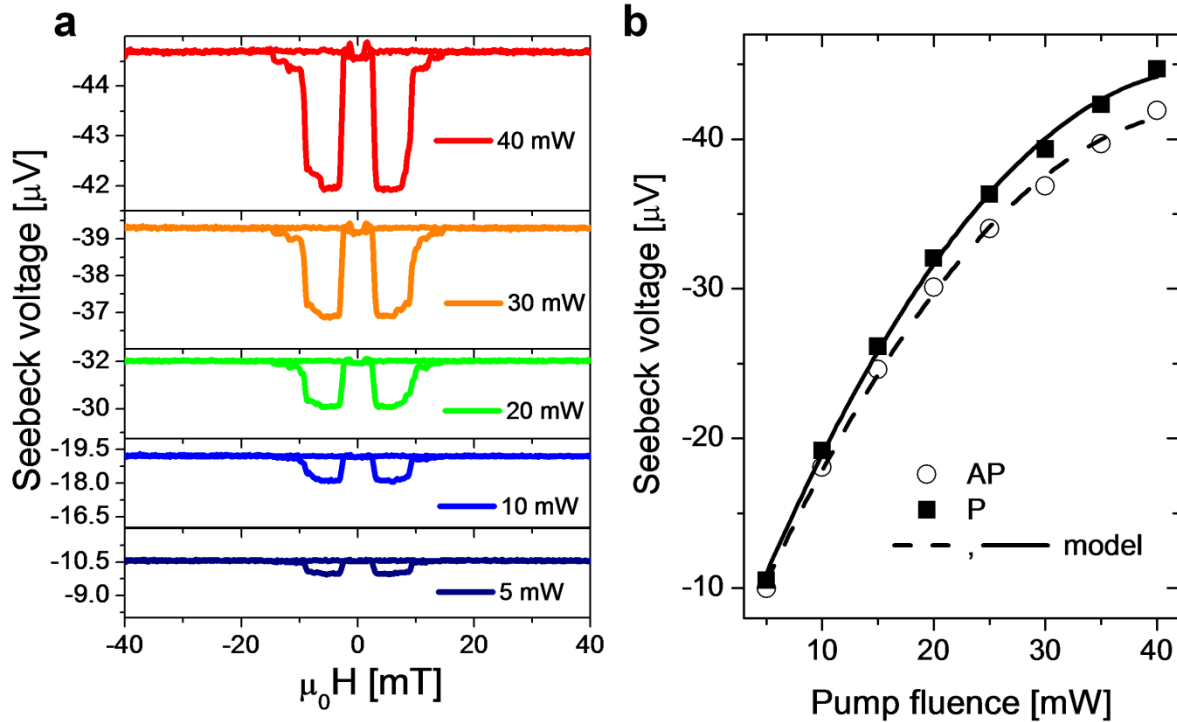 a
Seebeck voltage [μV]
-44
-43
-42
40 mW
-39
-38
-37
30 mW
-32
-30
20 mW
-19.5
-18.0
-16.5
10 mW
-10.5
-9.0
5 mW
-40 -20 0 20 40
μ₀H [mT]
b
Seebeck voltage [μV]
-40
-30
-20
-10
AP
P
, model
10 20 30 40
Pump fluence [mW]